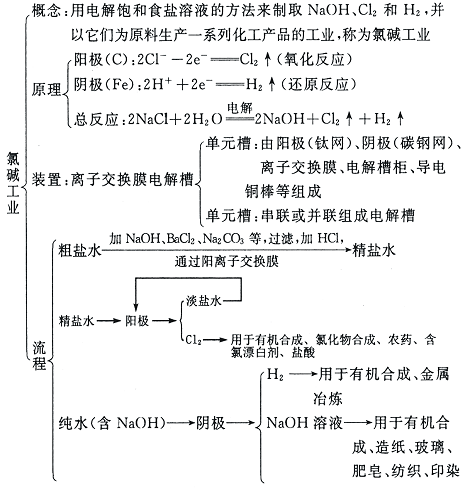 概念:用电解饱和食盐溶液的方法来制取 NaOH、Cl₂ 和 H₂,并
以它们为原料生产一系列化工产品的工业,称为氯碱工业
阳极(C):2Cl⁻−2e⁻══Cl₂↑(氧化反应)
原理
阴极(Fe):2H⁺+2e⁻══H₂↑(还原反应)
总反应:2NaCl+2H₂O 电解══ 2NaOH+Cl₂↑+H₂↑
氯碱工业
单元槽:由阳极(钛网)、阴极(碳钢网)、
离子交换膜、电解槽柜、导电
铜棒等组成
装置:离子交换膜电解槽
单元槽:串联或并联组成电解槽
加 NaOH、BaCl₂、Na₂CO₃ 等,过滤,加 HCl,
粗盐水→精盐水
通过阳离子交换膜
流程
淡盐水
精盐水→阳极→
Cl₂→用于有机合成、氯化物合成、农药、含
氯漂白剂、盐酸
H₂→用于有机合成、金属
冶炼
纯水(含 NaOH)→阴极→
NaOH 溶液→用于有机合
成、造纸、玻璃、
肥皂、纺织、印染